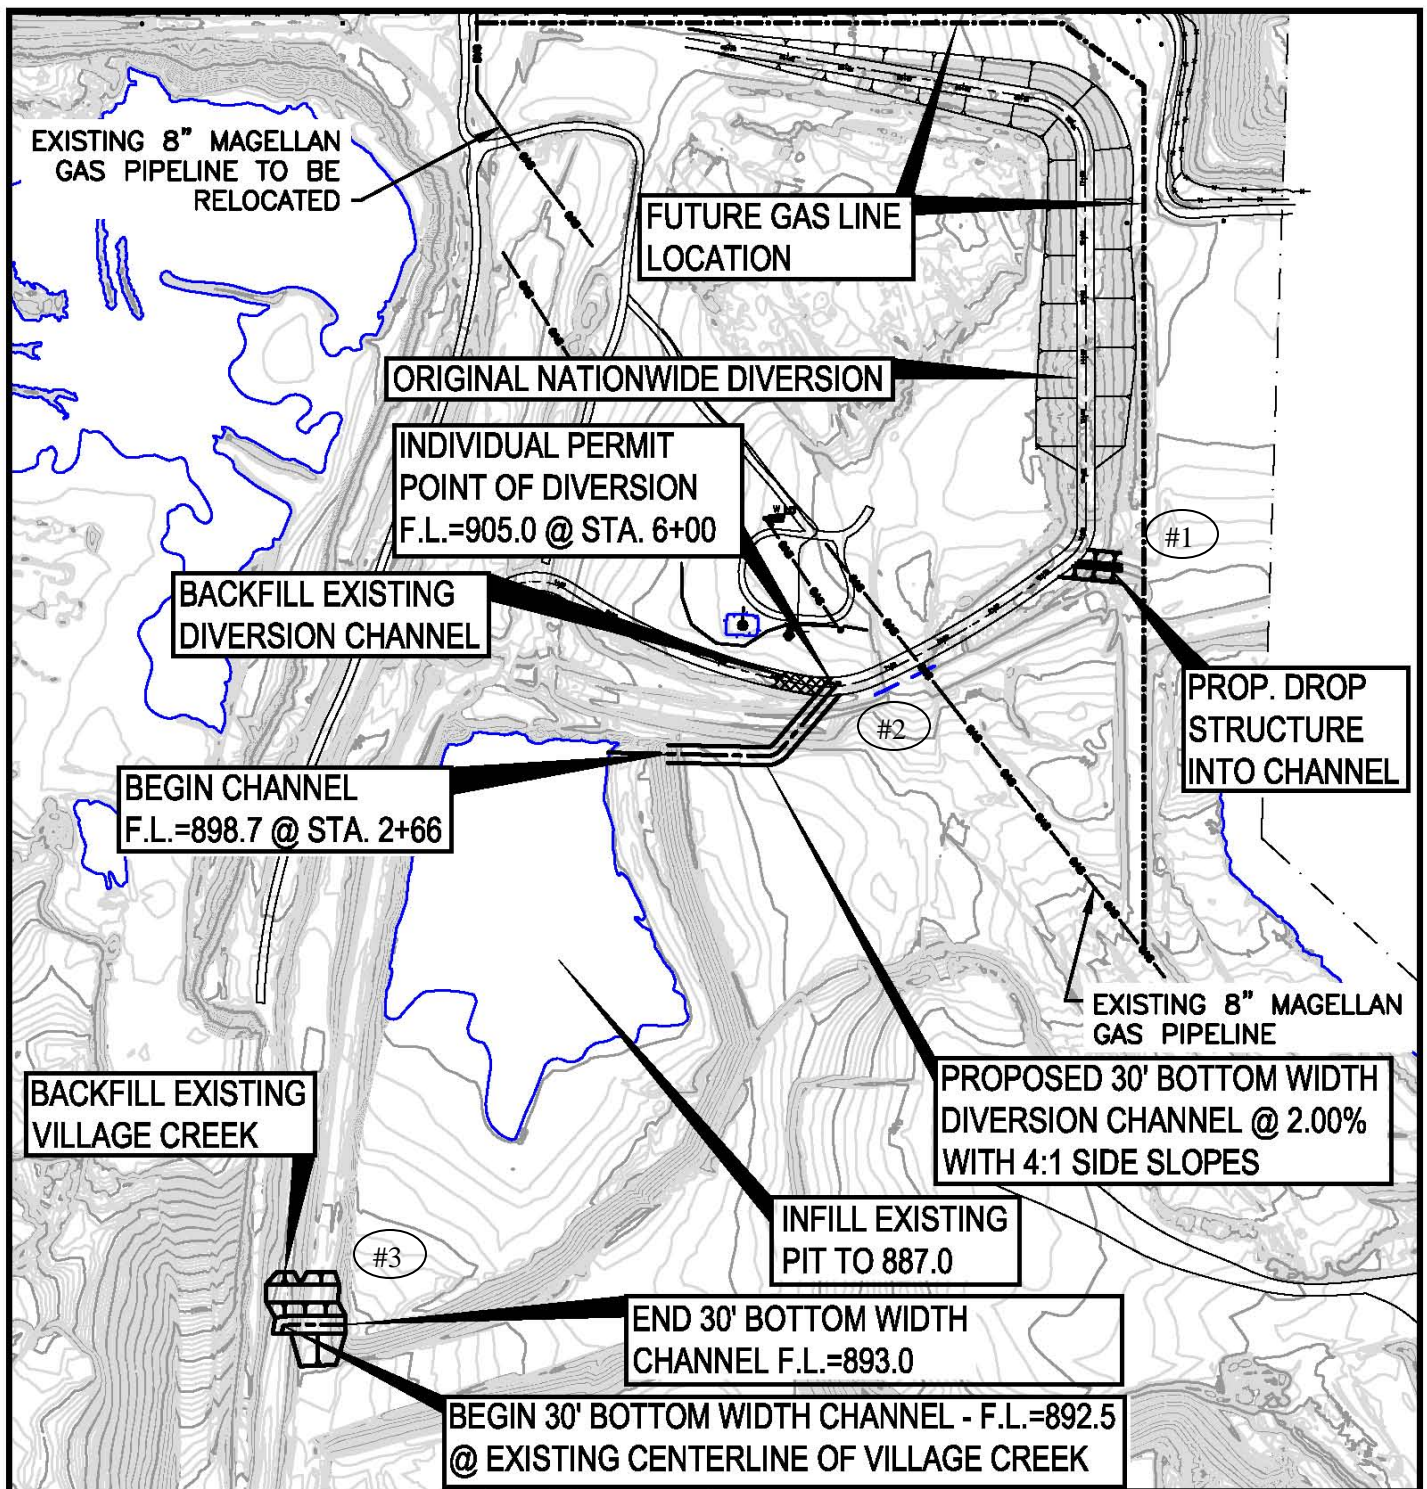 EXISTING 8” MAGELLAN
GAS PIPELINE TO BE
RELOCATED
FUTURE GAS LINE
LOCATION
ORIGINAL NATIONWIDE DIVERSION
INDIVIDUAL PERMIT
POINT OF DIVERSION
F.L.=905.0 @ STA. 6+00
#1
BACKFILL EXISTING
DIVERSION CHANNEL
PROP. DROP
STRUCTURE
INTO CHANNEL
#2
BEGIN CHANNEL
F.L.=898.7 @ STA. 2+66
EXISTING 8” MAGELLAN
GAS PIPELINE
PROPOSED 30' BOTTOM WIDTH
DIVERSION CHANNEL @ 2.00%
WITH 4:1 SIDE SLOPES
BACKFILL EXISTING
VILLAGE CREEK
INFILL EXISTING
PIT TO 887.0
#3
END 30' BOTTOM WIDTH
CHANNEL F.L.=893.0
BEGIN 30' BOTTOM WIDTH CHANNEL - F.L.=892.5
@ EXISTING CENTERLINE OF VILLAGE CREEK